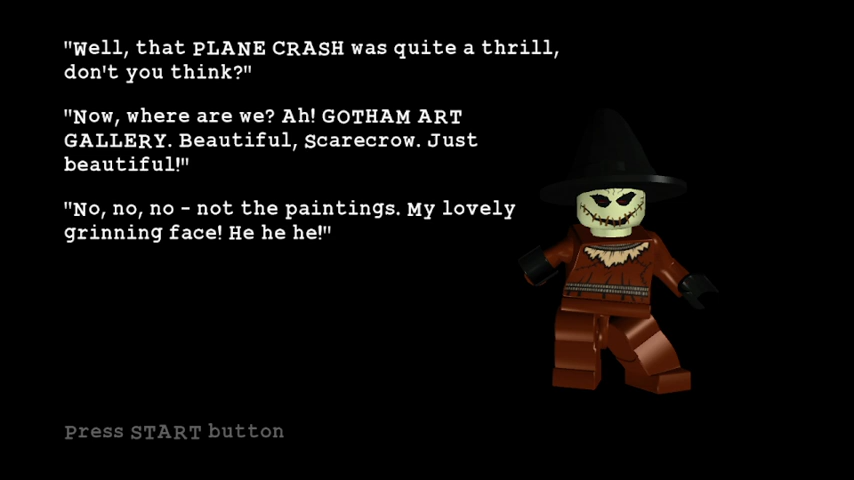 "Well, that PLANE CRASH was quite a thrill,
don't you think?"
"Now, where are we? Ah! GOTHAM ART
GALLERY. Beautiful, Scarecrow. Just
beautiful!"
"No, no, no - not the paintings. My lovely
grinning face! He he he!"
Press START button